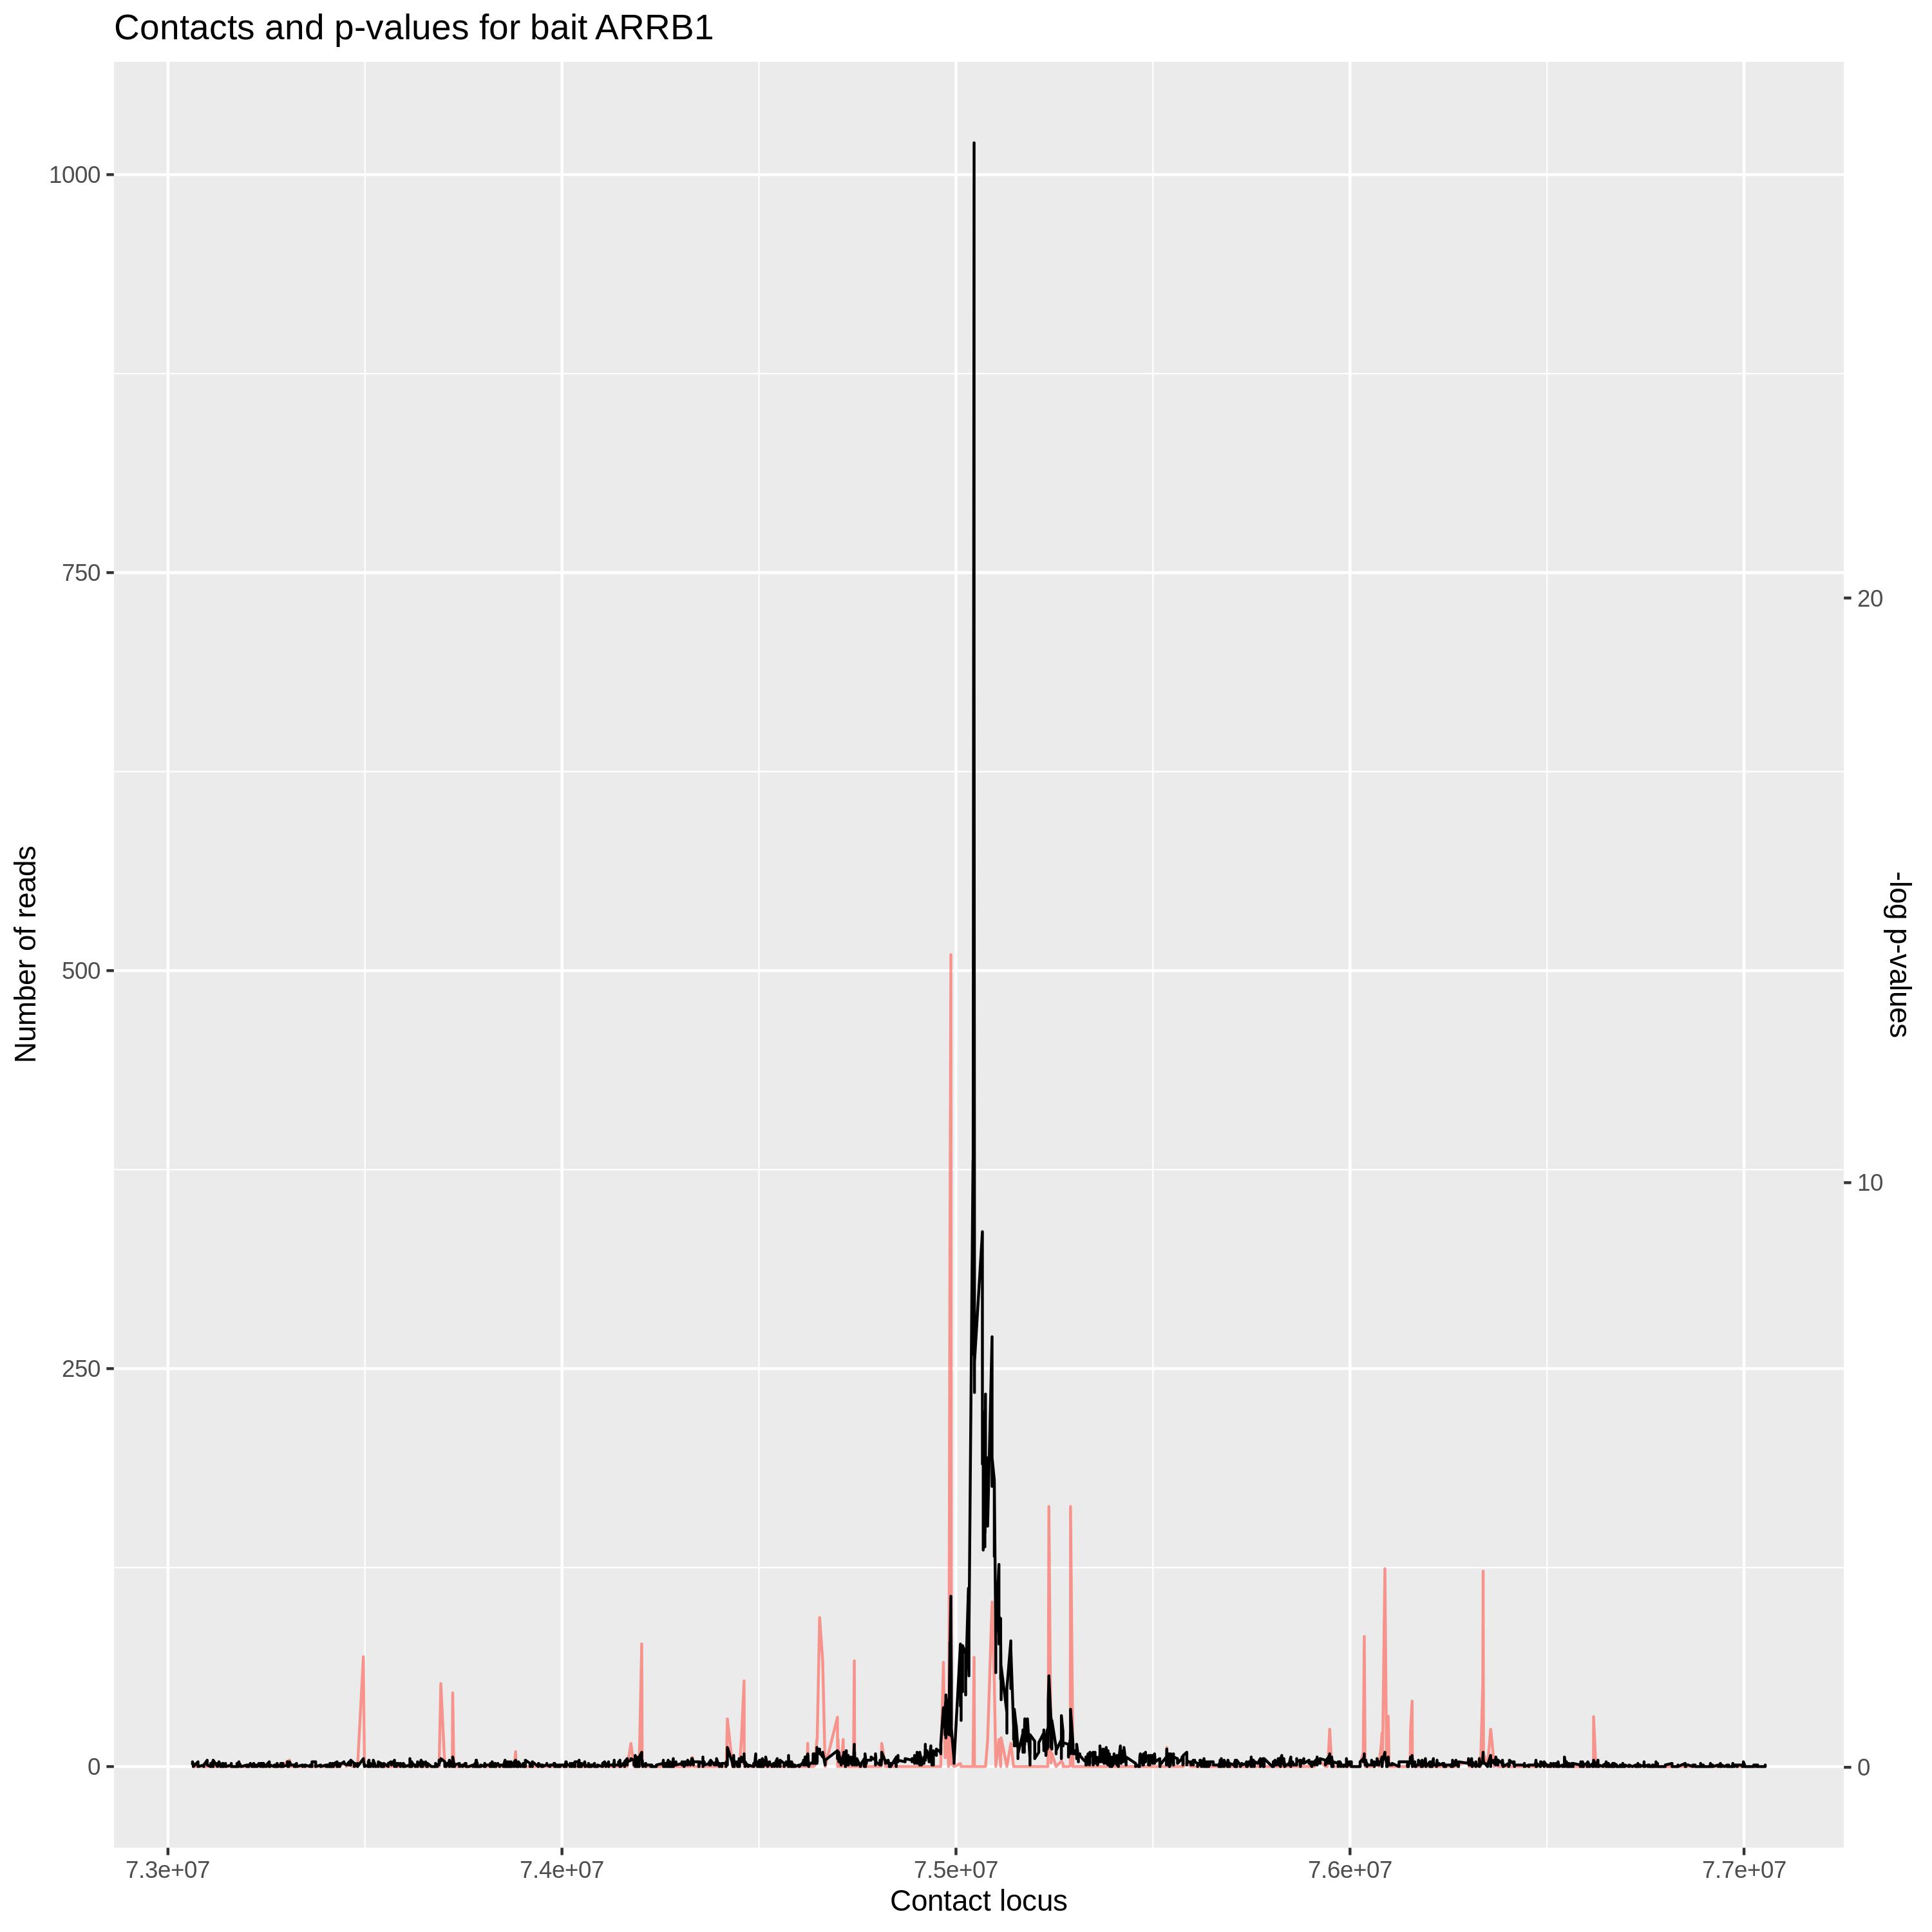 Contacts and p-values for bait ARRB1
1000
750
500
250
0
Number of reads
20
10
0
-log p-values
7.3e+07
7.4e+07
7.5e+07
7.6e+07
7.7e+07
Contact locus